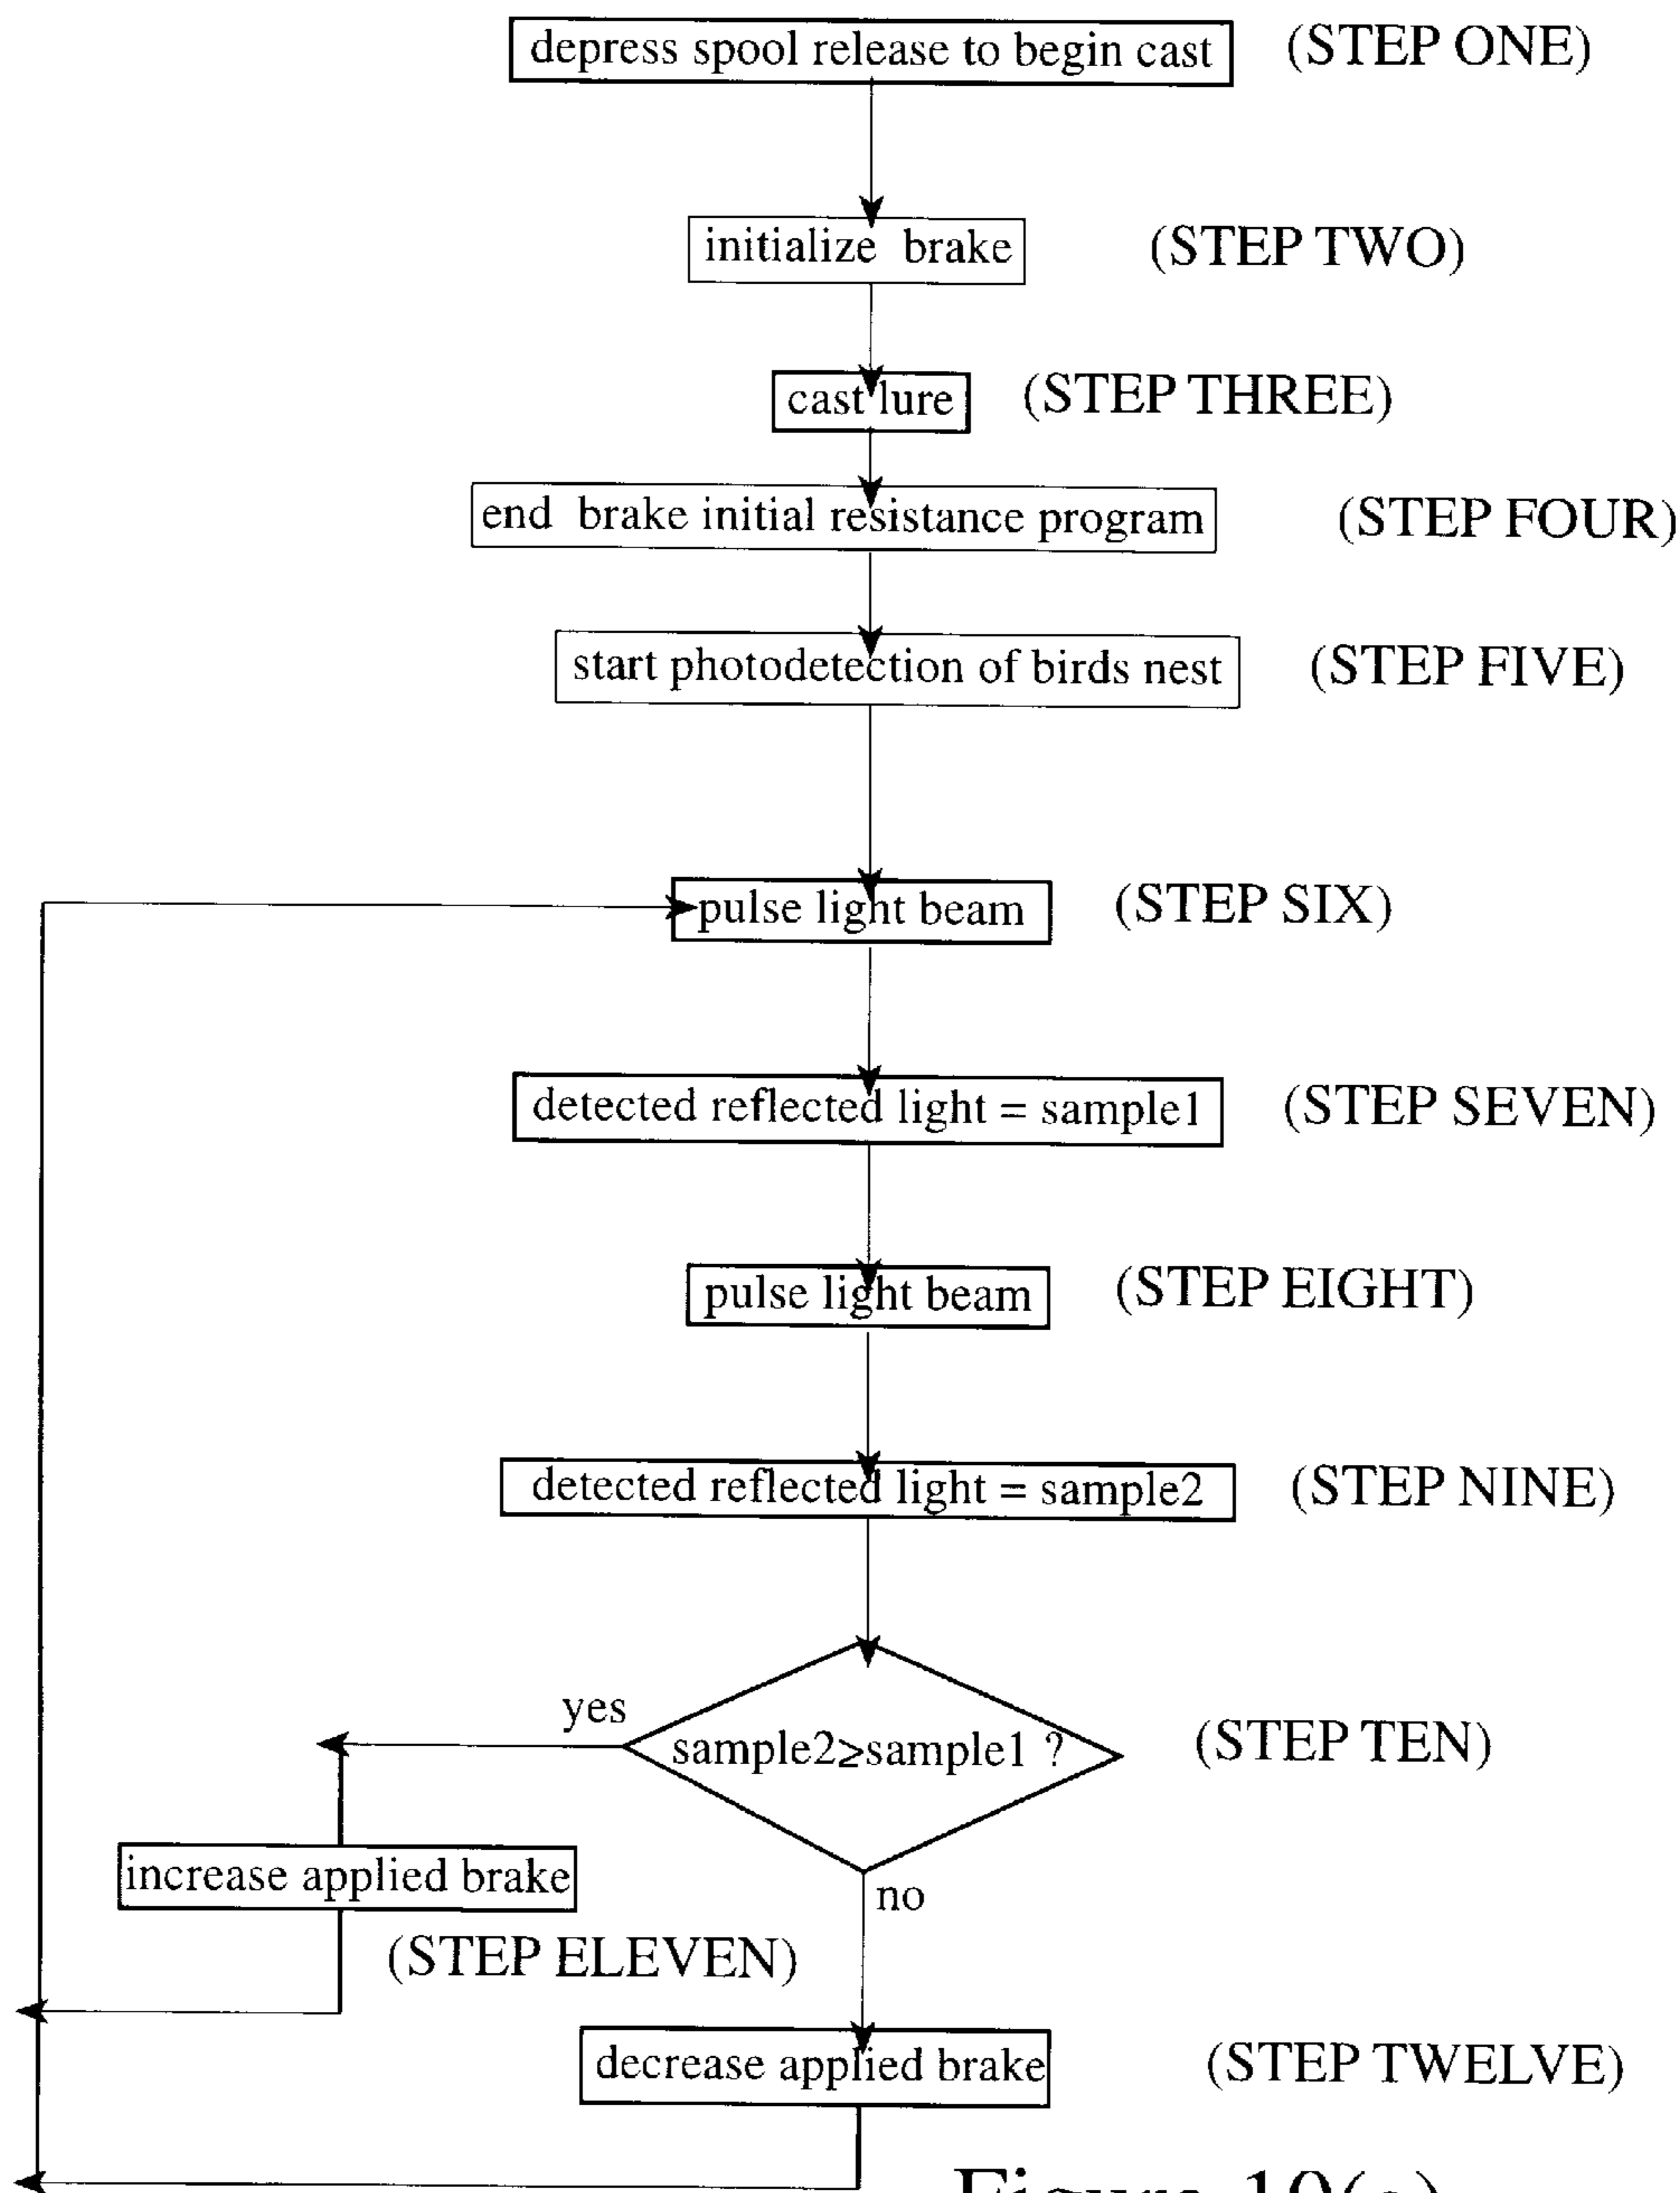 depress spool release to begin cast (STEP ONE)
initialize brake (STEP TWO)
cast lure (STEP THREE)
end brake initial resistance program (STEP FOUR)
start photodetection of birds nest (STEP FIVE)
pulse light beam (STEP SIX)
detected reflected light = sample1 (STEP SEVEN)
pulse light beam (STEP EIGHT)
detected reflected light = sample2 (STEP NINE)
yes
sample2≥sample1 ? (STEP TEN)
increase applied brake
no
(STEP ELEVEN)
decrease applied brake (STEP TWELVE)
Figure 10(a)